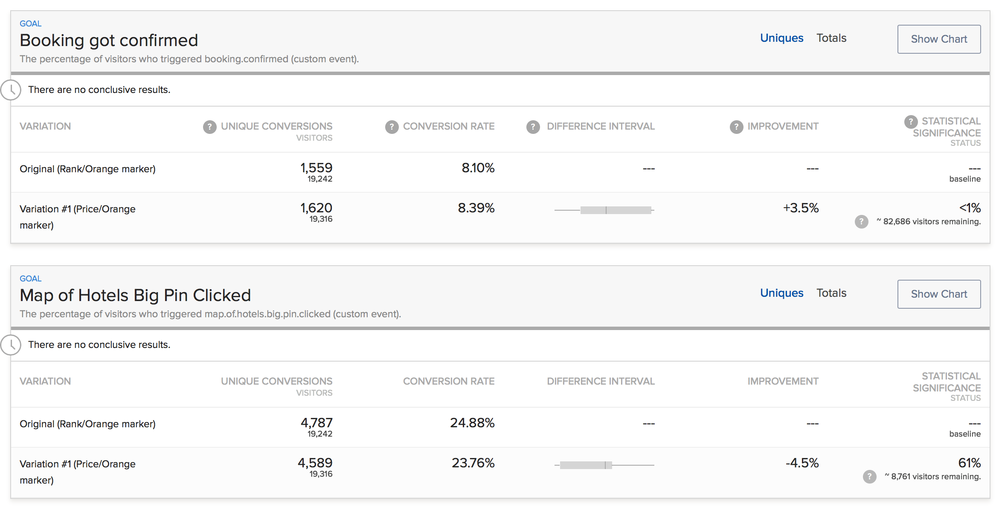 GOAL
Booking got confirmed
The percentage of visitors who triggered booking.confirmed (custom event).
Uniques Totals
Show Chart
There are no conclusive results.
VARIATION
? UNIQUE CONVERSIONS
VISITORS
? CONVERSION RATE
? DIFFERENCE INTERVAL
? IMPROVEMENT
? STATISTICAL
SIGNIFICANCE
STATUS
Original (Rank/Orange marker)
1,559
19,242
8.10%
---
---
---
baseline
Variation #1 (Price/Orange
marker)
1,620
19,316
8.39%
+3.5%
<1%
? ~ 82,686 visitors remaining.
GOAL
Map of Hotels Big Pin Clicked
The percentage of visitors who triggered map.of.hotels.big.pin.clicked (custom event).
Uniques Totals
Show Chart
There are no conclusive results.
VARIATION
UNIQUE CONVERSIONS
VISITORS
CONVERSION RATE
DIFFERENCE INTERVAL
IMPROVEMENT
STATISTICAL
SIGNIFICANCE
STATUS
Original (Rank/Orange marker)
4,787
19,242
24.88%
---
---
---
baseline
Variation #1 (Price/Orange
marker)
4,589
19,316
23.76%
-4.5%
61%
? ~ 8,761 visitors remaining.